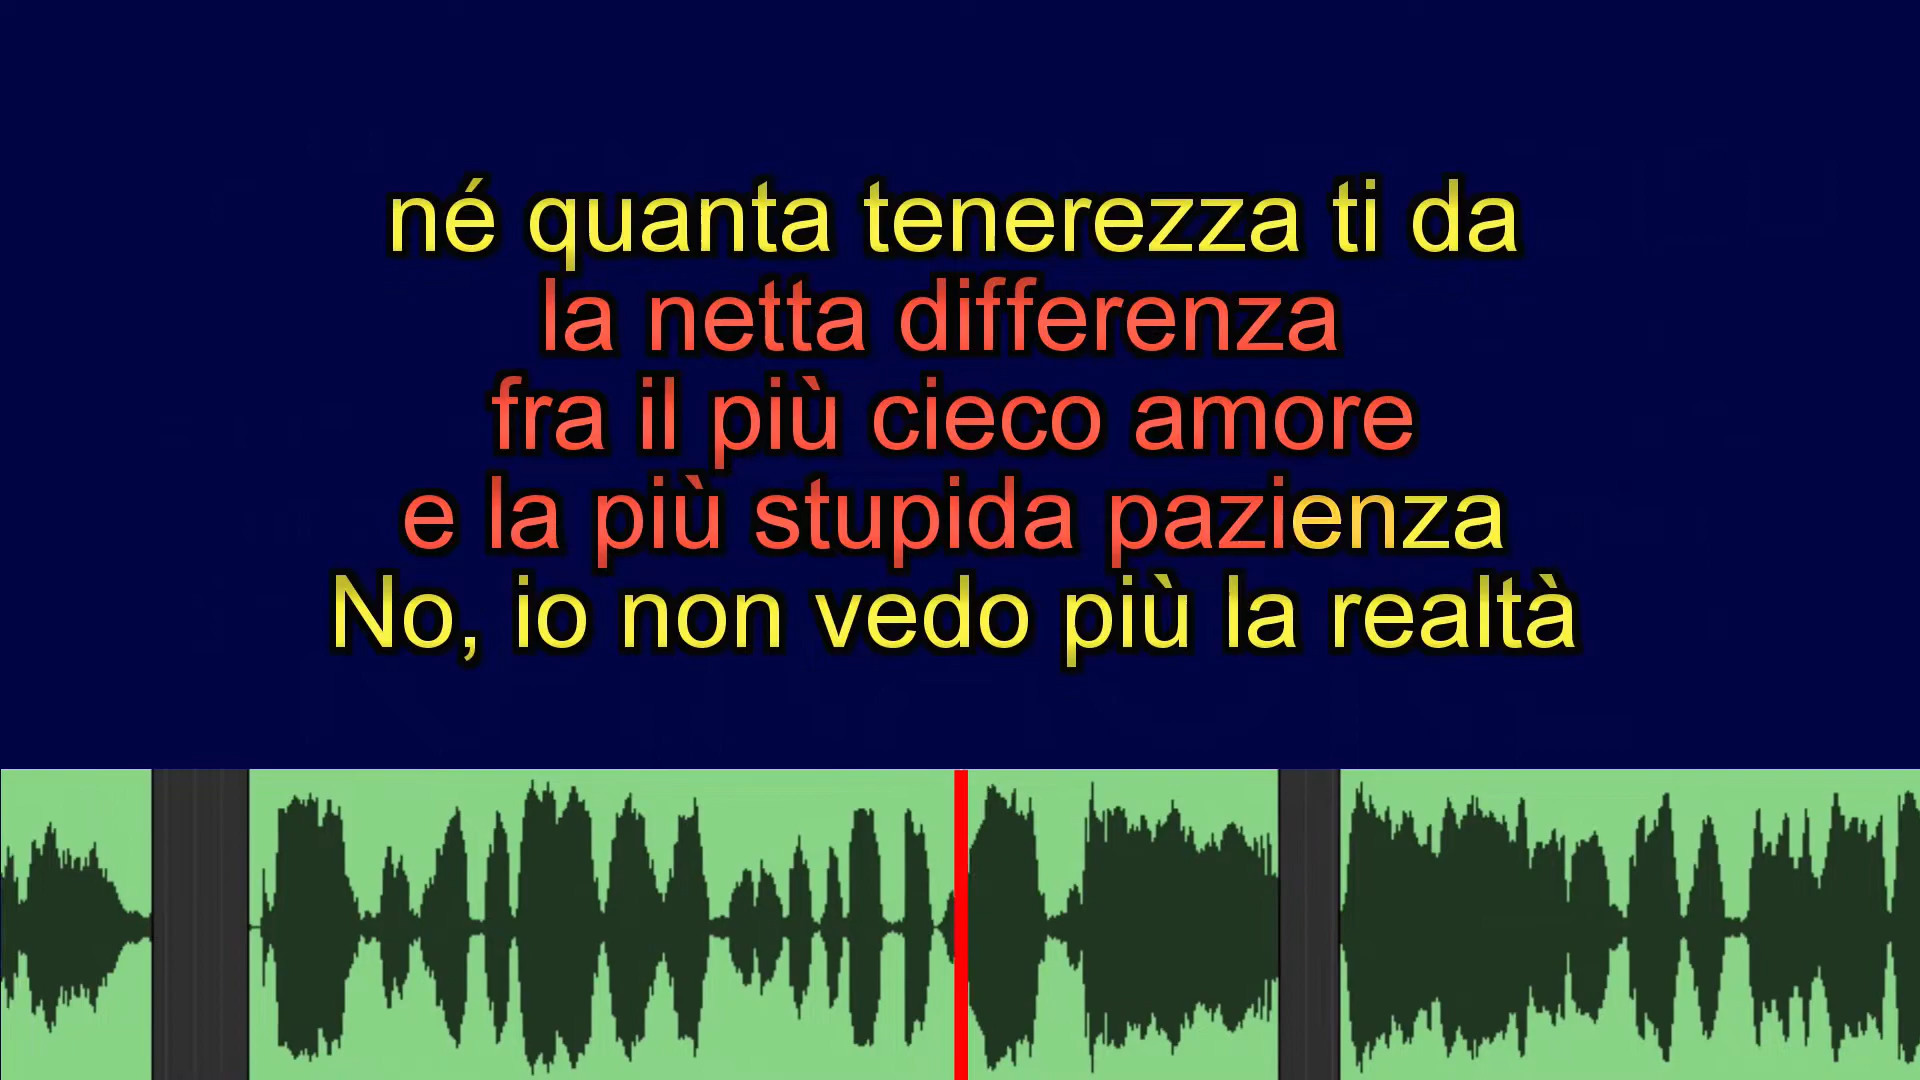 né quanta tenerezza ti da
la netta differenza
fra il più cieco amore
e la più stupida pazienza
No, io non vedo più la realtà